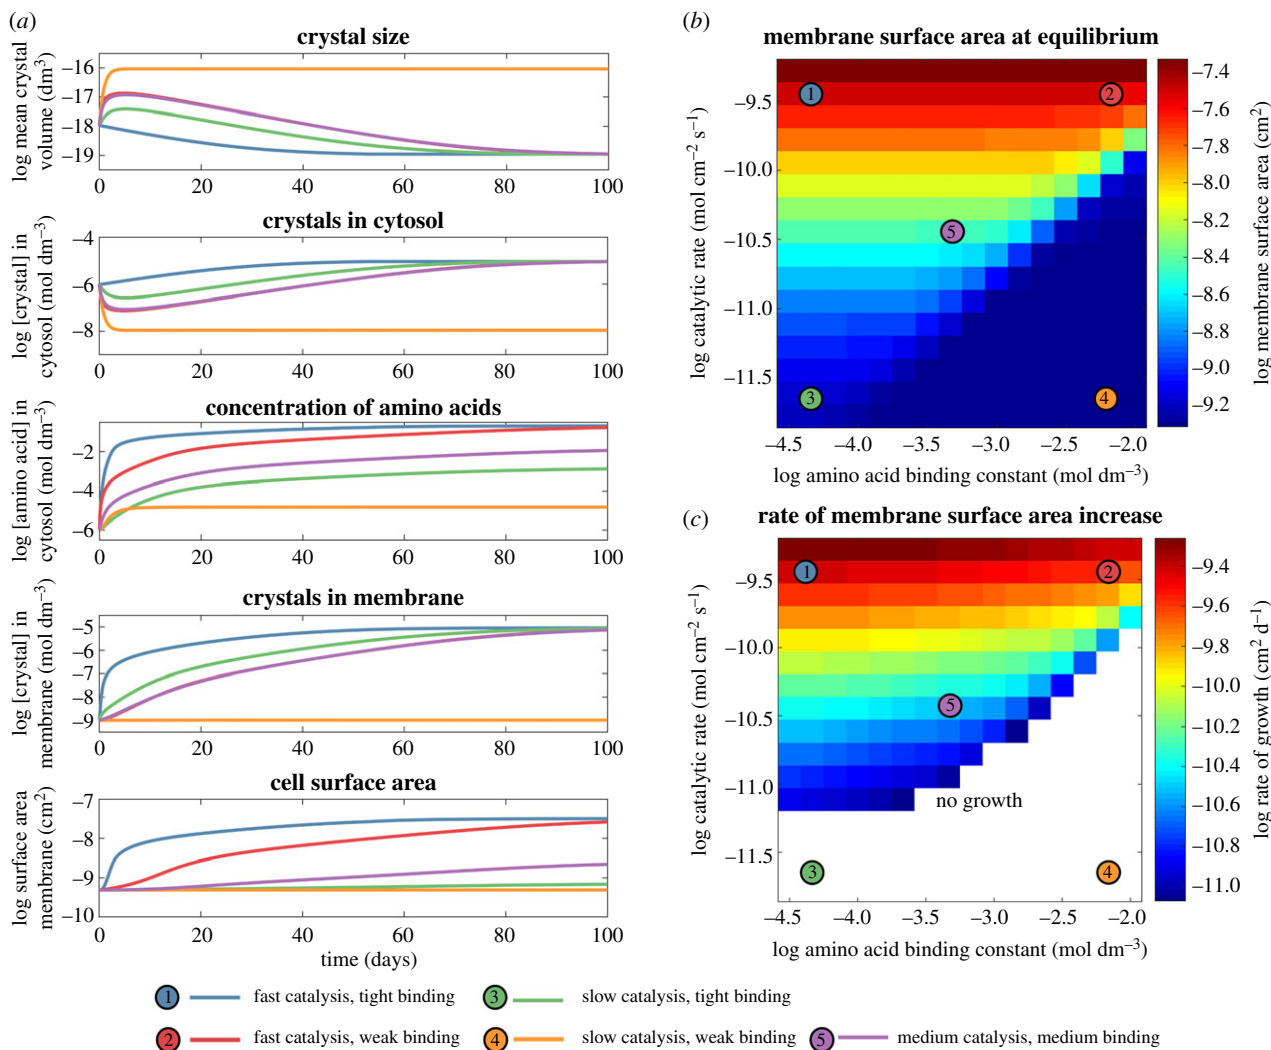 (a)
crystal size
log mean crystal
volume (dm−3)
−16
−17
−18
−19
0 20 40 60 80 100
crystals in cytosol
log [crystal] in
cytosol (mol dm−3)
−4
−6
−8
0 20 40 60 80 100
concentration of amino acids
log [amino acid] in
cytosol (mol dm−3)
−2
−4
−6
0 20 40 60 80 100
crystals in membrane
log [crystal] in
membrane (mol dm−3)
−5
−6
−7
−8
−9
0 20 40 60 80 100
cell surface area
log surface area
membrane (cm2)
−7
−8
−9
−10
0 20 40 60 80 100
time (days)
(b)
membrane surface area at equilibrium
log catalytic rate (mol cm−2 s−1)
−9.5
−10.0
−10.5
−11.0
−11.5
1
2
5
3
4
−4.5 −4.0 −3.5 −3.0 −2.5 −2.0
log amino acid binding constant (mol dm−3)
−7.4
−7.6
−7.8
−8.0
−8.2
−8.4
−8.6
−8.8
−9.0
−9.2
log membrane surface area (cm2)
(c)
rate of membrane surface area increase
log catalytic rate (mol cm−2 s−1)
−9.5
−10.0
−10.5
−11.0
−11.5
1
2
5
no growth
3
4
−4.5 −4.0 −3.5 −3.0 −2.5 −2.0
log amino acid binding constant (mol dm−3)
−9.4
−9.6
−9.8
−10.0
−10.2
−10.4
−10.6
−10.8
−11.0
log rate of growth (cm2 d−1)
1 fast catalysis, tight binding
3 slow catalysis, tight binding
2 fast catalysis, weak binding
4 slow catalysis, weak binding
5 medium catalysis, medium binding